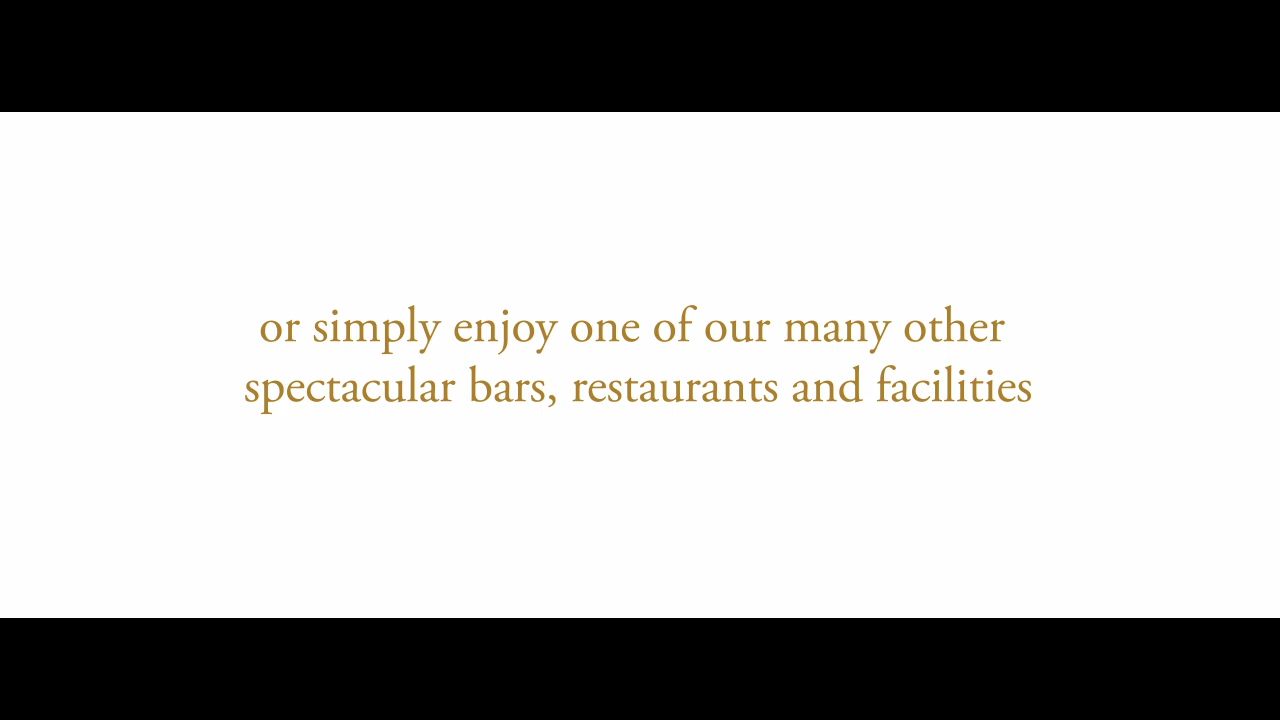 or simply enjoy one of our many other
spectacular bars, restaurants and facilities